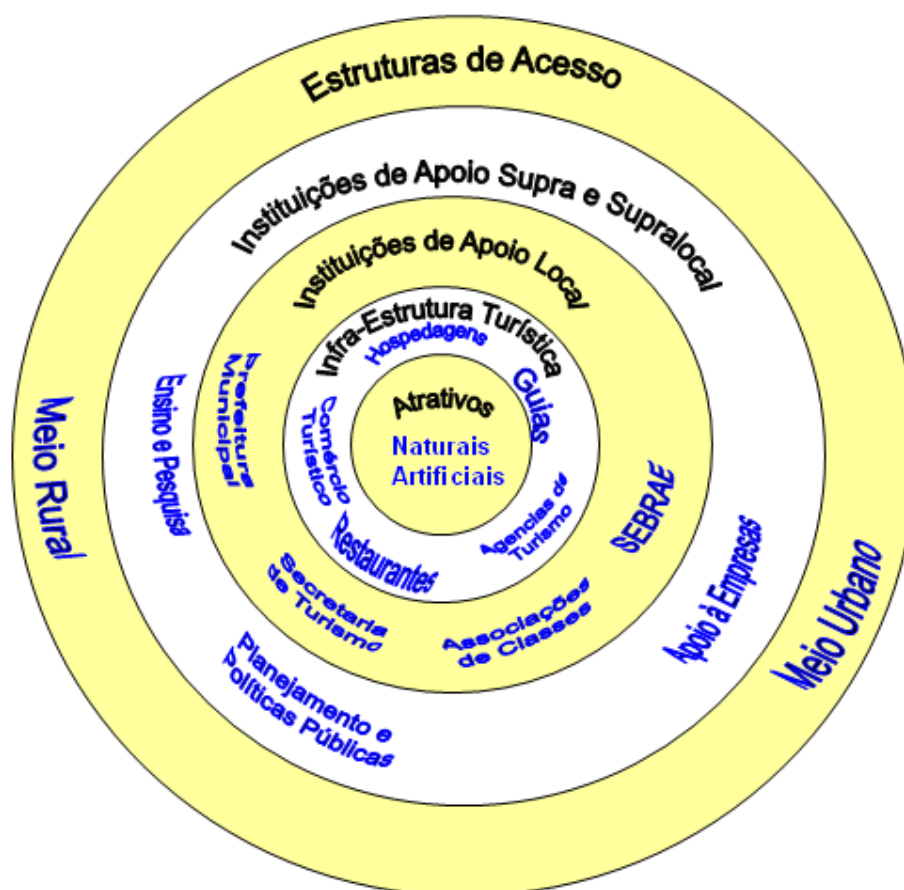 Estruturas de Acesso
Instituições de Apoio Supra e Supralocal
Instituições de Apoio Local
Infra-Estrutura Turística
Hospedagens
Guias
Atrativos
Naturais
Artificiais
Comércio
Turístico
Restaurantes
Agencias de
Turismo
Prefeitura
Municipal
Secretaria
de Turismo
Associações
de Classes
SEBRAE
Ensino e Pesquisa
Planejamento e
Políticas Públicas
Apoio à Empresas
Meio Rural
Meio Urbano